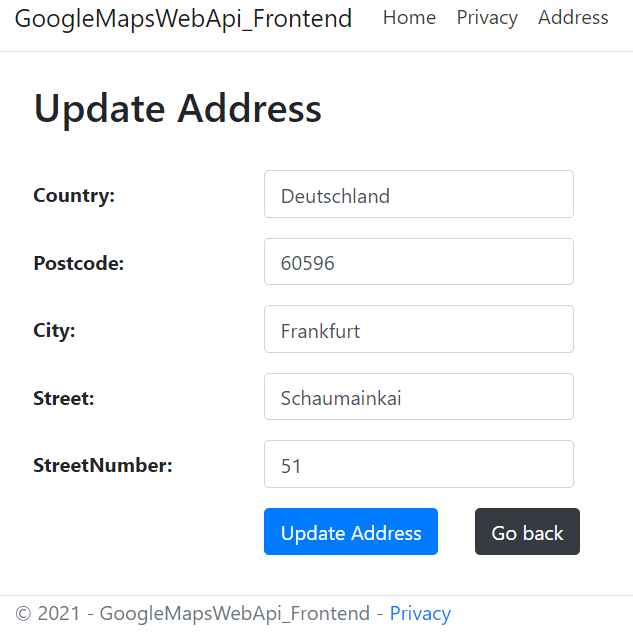 GoogleMapsWebApi_Frontend Home Privacy Address
Update Address
Country: Deutschland
Postcode: 60596
City: Frankfurt
Street: Schaumainkai
StreetNumber: 51
Update Address Go back
© 2021 - GoogleMapsWebApi_Frontend - Privacy